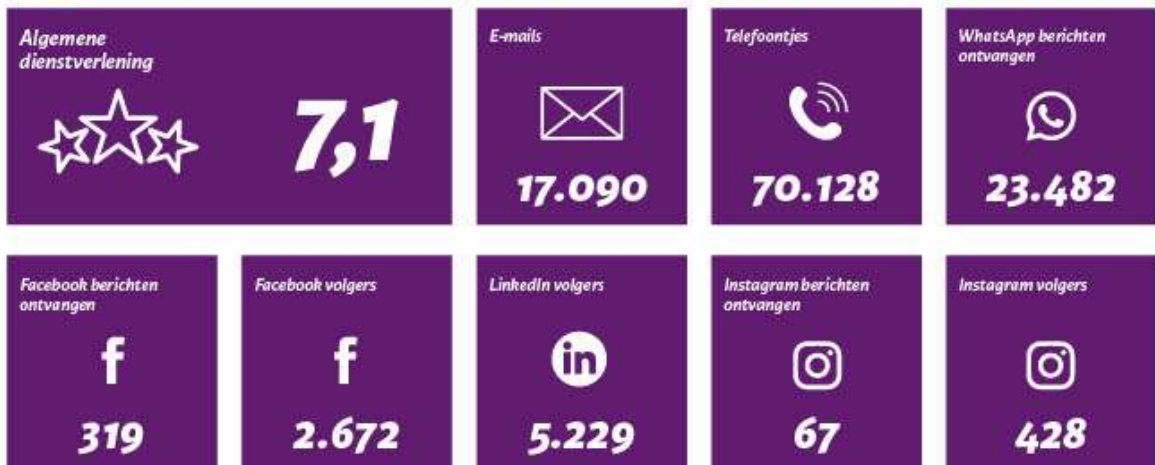 Algemene
dienstverlening
7,1
E-mails
17.090
Telefoontjes
70.128
WhatsApp berichten
ontvangen
23.482
Facebook berichten
ontvangen
f
319
Facebook volgers
f
2.672
LinkedIn volgers
in
5.229
Instagram berichten
ontvangen
67
Instagram volgers
428